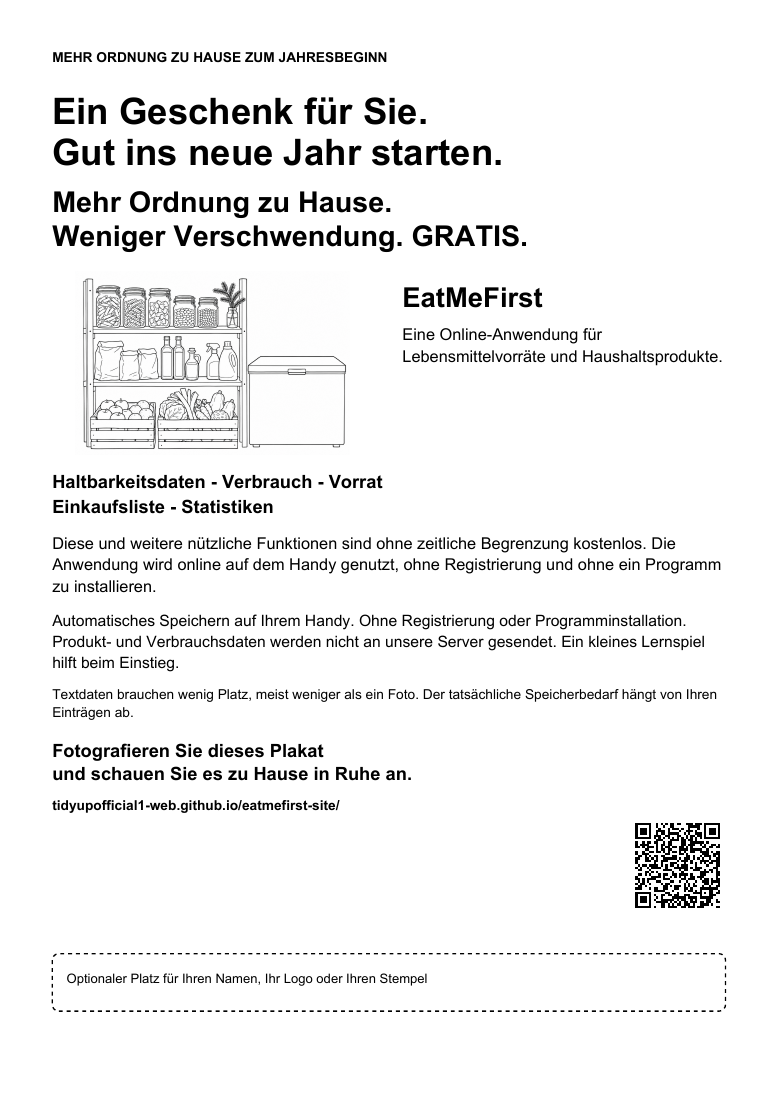 MEHR ORDNUNG ZU HAUSE ZUM JAHRESBEGINN
Ein Geschenk für Sie.
Gut ins neue Jahr starten.
Mehr Ordnung zu Hause.
Weniger Verschwendung. GRATIS.
EatMeFirst
Eine Online-Anwendung für
Lebensmittelvorräte und Haushaltsprodukte.
Haltbarkeitsdaten - Verbrauch - Vorrat
Einkaufsliste - Statistiken
Diese und weitere nützliche Funktionen sind ohne zeitliche Begrenzung kostenlos. Die
Anwendung wird online auf dem Handy genutzt, ohne Registrierung und ohne ein Programm
zu installieren.
Automatisches Speichern auf Ihrem Handy. Ohne Registrierung oder Programminstallation.
Produkt- und Verbrauchsdaten werden nicht an unsere Server gesendet. Ein kleines Lernspiel
hilft beim Einstieg.
Textdaten brauchen wenig Platz, meist weniger als ein Foto. Der tatsächliche Speicherbedarf hängt von Ihren
Einträgen ab.
Fotografieren Sie dieses Plakat
und schauen Sie es zu Hause in Ruhe an.
tidyupofficial1-web.github.io/eatmefirst-site/
Optionaler Platz für Ihren Namen, Ihr Logo oder Ihren Stempel